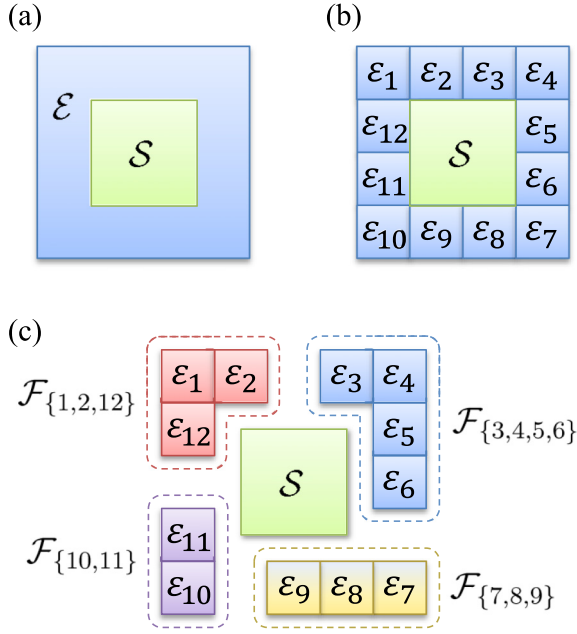 (a)
(b)
ℰ
𝒮
ε₁ ε₂ ε₃ ε₄
ε₁₂ 𝒮 ε₅
ε₁₁ ε₆
ε₁₀ ε₉ ε₈ ε₇
(c)
ℱ{1,2,12}
ε₁ ε₂
ε₁₂
ε₃ ε₄
ε₅
ε₆
ℱ{3,4,5,6}
𝒮
ℱ{10,11}
ε₁₁
ε₁₀
ε₉ ε₈ ε₇
ℱ{7,8,9}